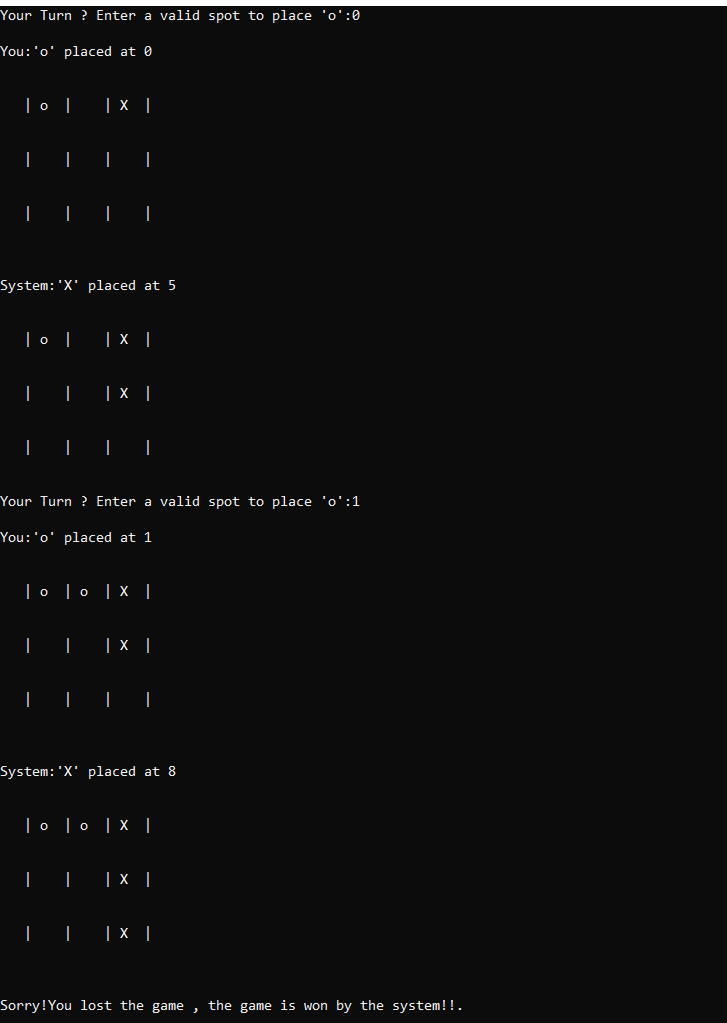 Your Turn ? Enter a valid spot to place 'o':0
You:'o' placed at 0
| o  |    | X  |
|    |    |    |
|    |    |    |
System:'X' placed at 5
| o  |    | X  |
|    |    | X  |
|    |    |    |
Your Turn ? Enter a valid spot to place 'o':1
You:'o' placed at 1
| o  | o  | X  |
|    |    | X  |
|    |    |    |
System:'X' placed at 8
| o  | o  | X  |
|    |    | X  |
|    |    | X  |
Sorry!You lost the game , the game is won by the system!!.